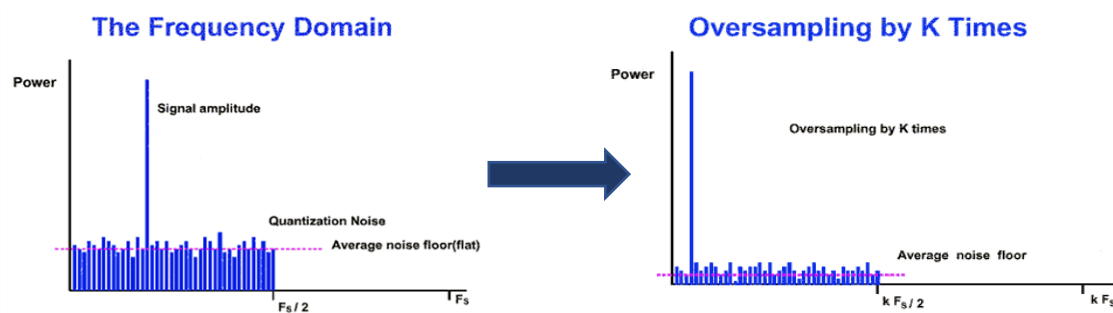 The Frequency Domain
Power
Signal amplitude
Quantization Noise
Average noise floor(flat)
Fs / 2
Fs
Oversampling by K Times
Power
Oversampling by K times
Average noise floor
k Fs / 2
k Fs